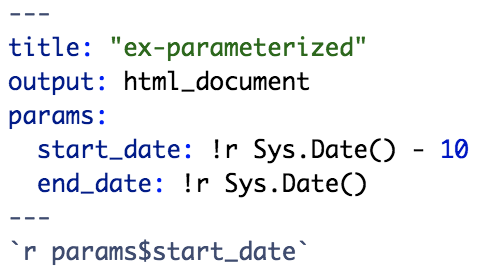 ---
title: "ex-parameterized"
output: html_document
params:
  start_date: !r Sys.Date() - 10
  end_date: !r Sys.Date()
---
`r params$start_date`